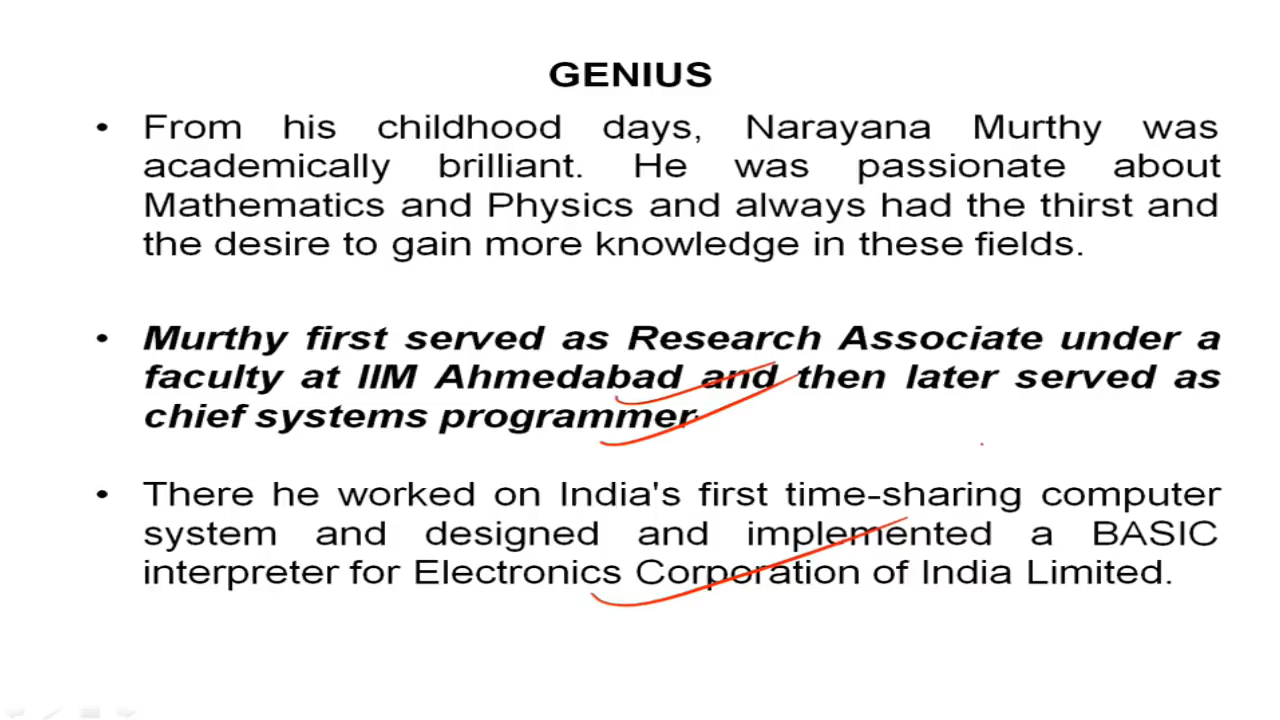 GENIUS
• From his childhood days, Narayana Murthy was
academically brilliant. He was passionate about
Mathematics and Physics and always had the thirst and
the desire to gain more knowledge in these fields.
• Murthy first served as Research Associate under a
faculty at IIM Ahmedabad and then later served as
chief systems programmer
• There he worked on India's first time-sharing computer
system and designed and implemented a BASIC
interpreter for Electronics Corporation of India Limited.